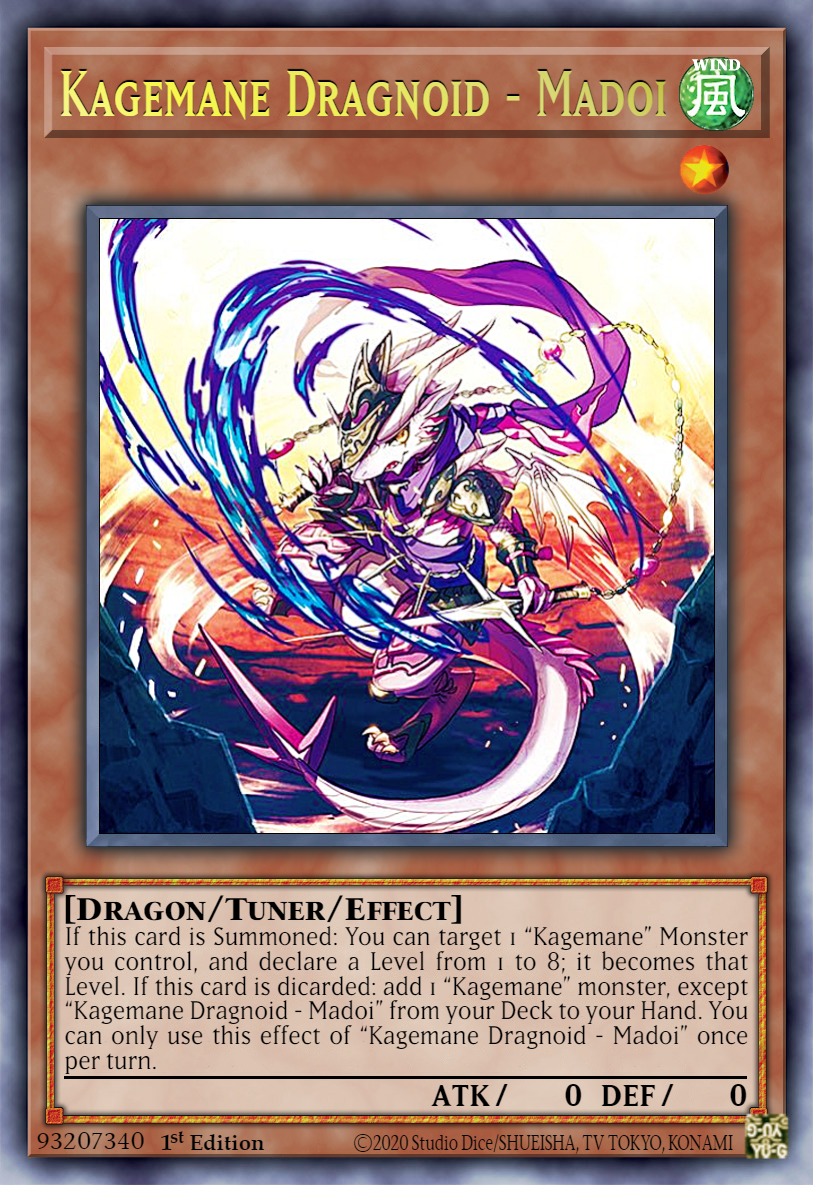 Kagemane Dragnoid - Madoi
WIND
風
[Dragon/Tuner/Effect]
If this card is Summoned: You can target 1 “Kagemane” Monster
you control, and declare a Level from 1 to 8; it becomes that
Level. If this card is dicarded: add 1 “Kagemane” monster, except
“Kagemane Dragnoid - Madoi” from your Deck to your Hand. You
can only use this effect of “Kagemane Dragnoid - Madoi” once
per turn.
ATK / 0 DEF / 0
93207340 1st Edition ©2020 Studio Dice/SHUEISHA, TV TOKYO, KONAMI